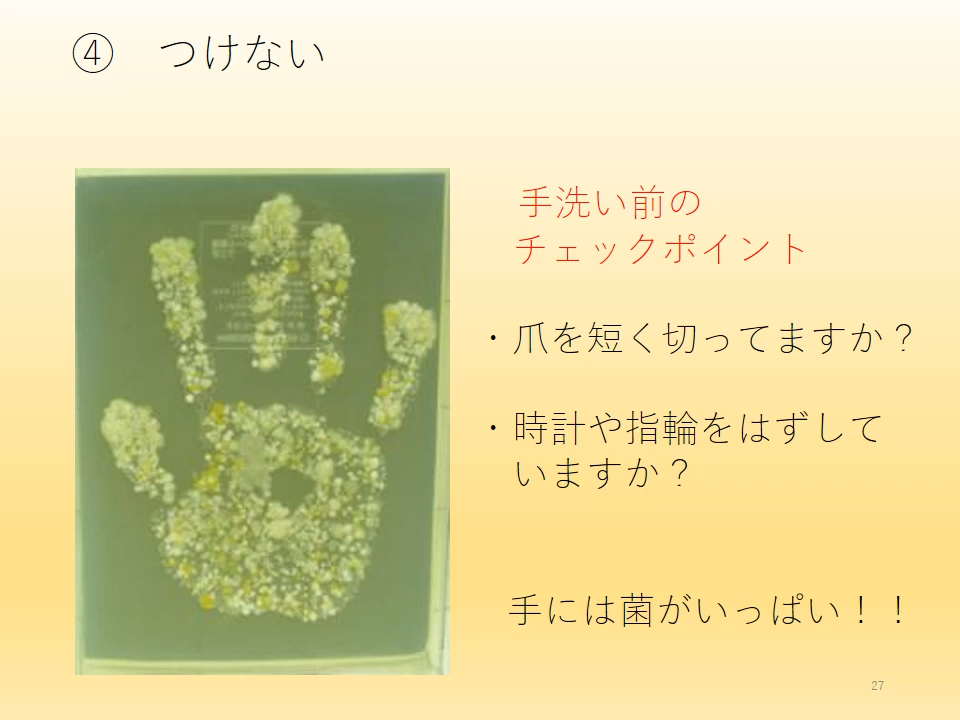 ④　つけない
手洗い前の
チェックポイント
・爪を短く切ってますか？
・時計や指輪をはずして
いますか？
手には菌がいっぱい！！
27